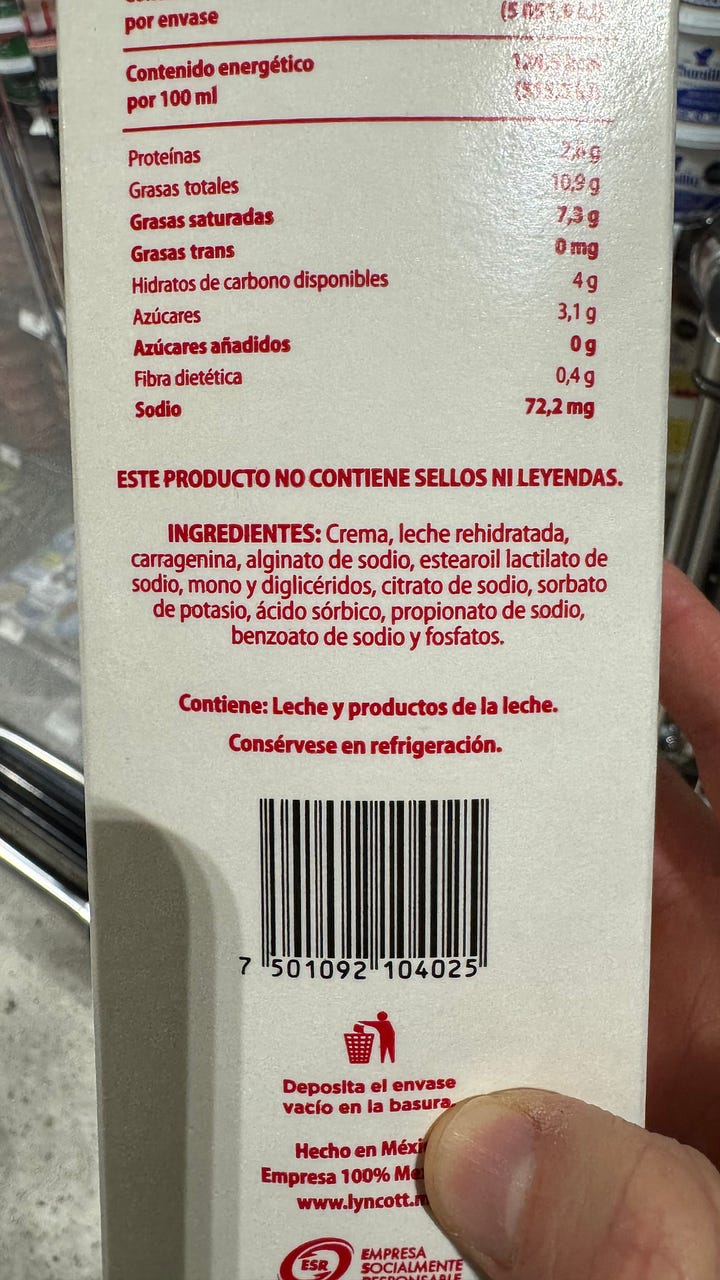 por envase
Contenido energético
por 100 ml
Proteínas
Grasas totales 10,9 g
Grasas saturadas 7,3 g
Grasas trans 0 mg
Hidratos de carbono disponibles 4 g
Azúcares 3,1 g
Azúcares añadidos 0 g
Fibra dietética 0,4 g
Sodio 72,2 mg
ESTE PRODUCTO NO CONTIENE SELLOS NI LEYENDAS.
INGREDIENTES: Crema, leche rehidratada,
carragenina, alginato de sodio, estearoil lactilato de
sodio, mono y diglicéridos, citrato de sodio, sorbato
de potasio, ácido sórbico, propionato de sodio,
benzoato de sodio y fosfatos.
Contiene: Leche y productos de la leche.
Consérvese en refrigeración.
7 501092 104025
Deposita el envase
vacío en la basura.
Hecho en
Empresa 100%
ESR EMPRESA
SOCIALMENTE
RESPONSABLE